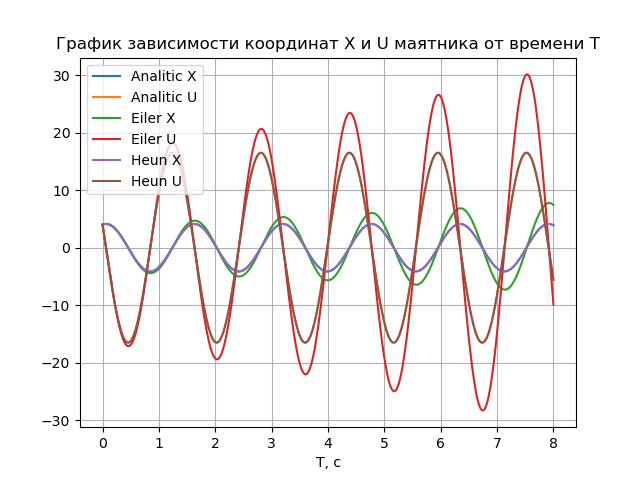 График зависимости координат X и U маятника от времени T
30
20
10
0
−10
−20
−30
Analitic X
Analitic U
Eiler X
Eiler U
Heun X
Heun U
0 1 2 3 4 5 6 7 8
T, c